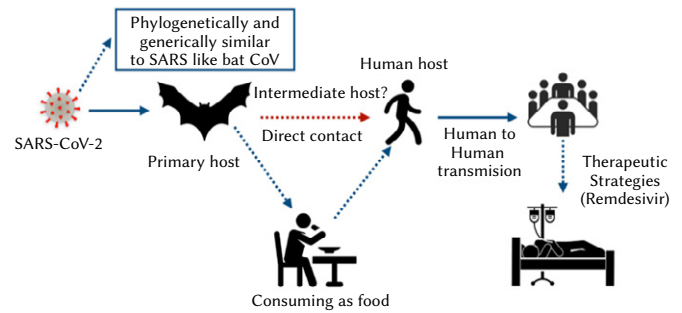 Phylogenetically and
generically similar
to SARS like bat CoV
SARS-CoV-2
Primary host
Intermediate host?
Direct contact
Human host
Human to
Human
transmision
Therapeutic
Strategies
(Remdesivir)
Consuming as food